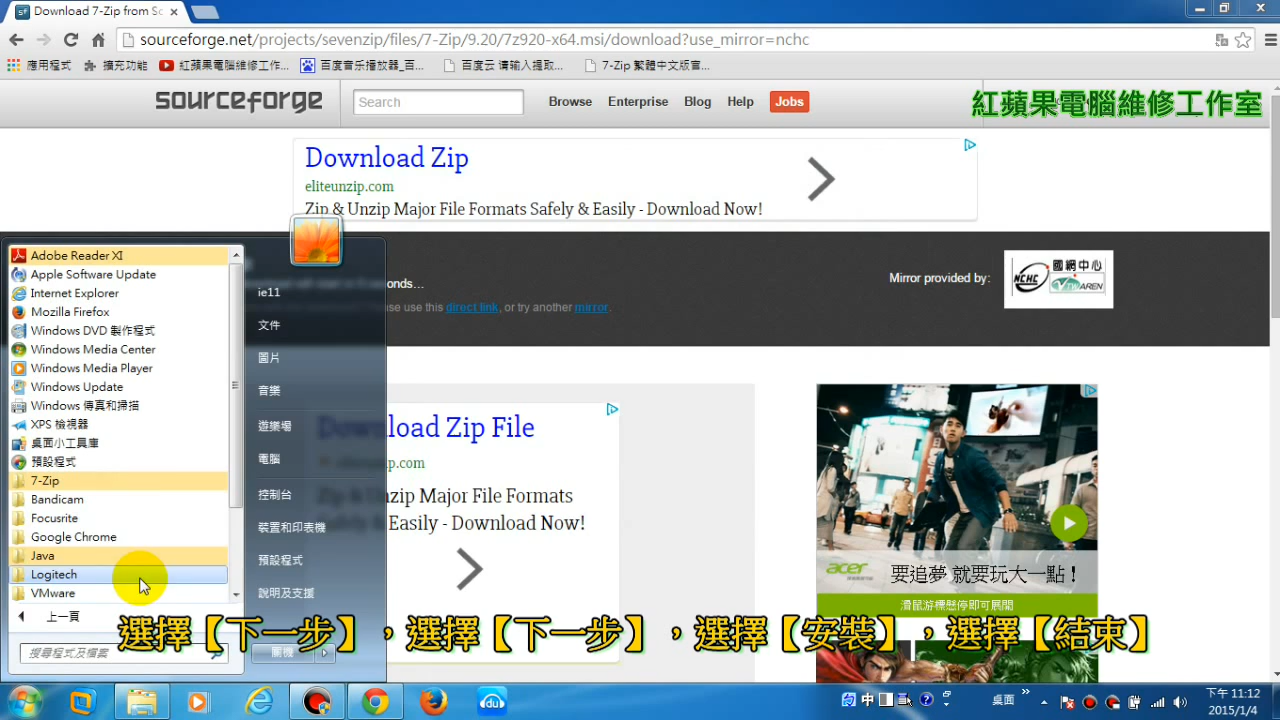 Download 7-Zip from Sc
sourceforge.net/projects/sevenzip/files/7-Zip/9.20/7z920-x64.msi/download?use_mirror=nchc
應用程式
擴充功能
紅蘋果電腦維修工作...
百度音乐播放器_百...
百度云 请输入提取...
7-Zip 繁體中文版官...
sourceforge
Search
Browse
Enterprise
Blog
Help
Jobs
紅蘋果電腦維修工作室
Download Zip
eliteunzip.com
Zip & Unzip Major File Formats Safely & Easily - Download Now!
onds...
se use this direct link, or try another mirror.
Mirror provided by:
NCHC
國網中心
TWAREN
Adobe Reader XI
Apple Software Update
Internet Explorer
Mozilla Firefox
Windows DVD 製作程式
Windows Media Center
Windows Media Player
Windows Update
Windows 傳真和掃描
XPS 檢視器
桌面小工具庫
預設程式
7-Zip
Bandicam
Focusrite
Google Chrome
Java
Logitech
VMware
上一頁
搜尋程式及檔案
ie11
文件
圖片
音樂
遊樂場
電腦
控制台
裝置和印表機
預設程式
說明及支援
關機
Download Zip File
p.com
Zip & Unzip Major File Formats
Safely & Easily - Download Now!
acer
要追夢 就要玩大一點！
滑鼠游標懸停即可展開
選擇【下一步】，選擇【下一步】，選擇【安裝】，選擇【結束】
中
桌面
下午 11:12
2015/1/4